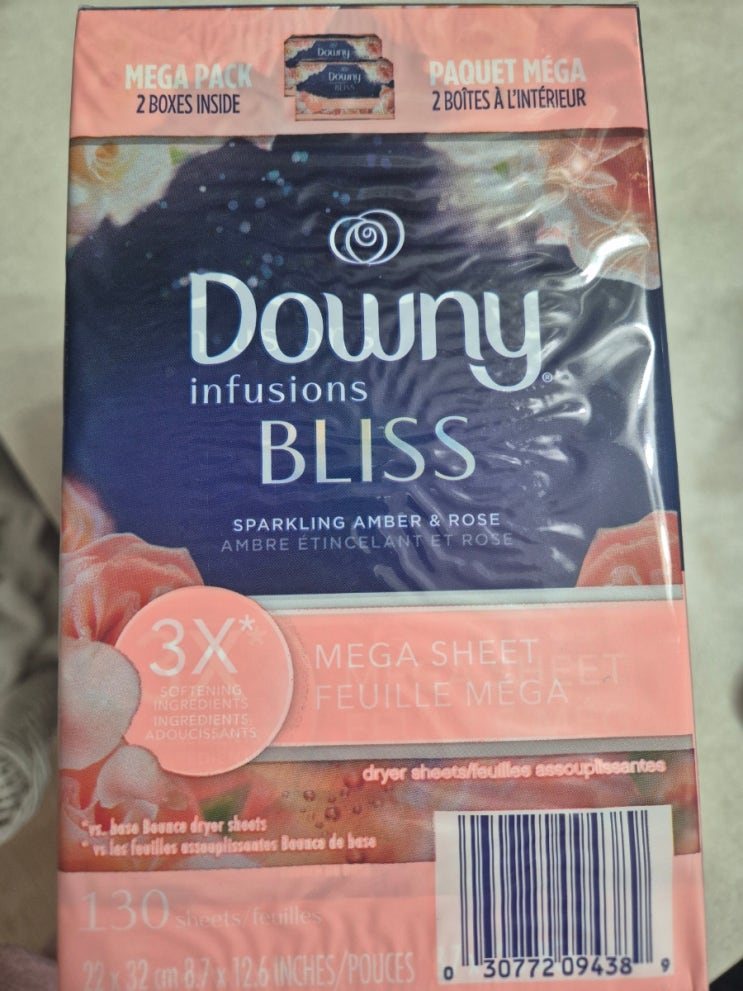 MEGA PACK
2 BOXES INSIDE
Downy
Downy
BLISS
PAQUET MÉGA
2 BOÎTES À L'INTÉRIEUR
Downy®
infusions
BLISS
SPARKLING AMBER & ROSE
AMBRE ÉTINCELANT ET ROSE
3X*
SOFTENING
INGREDIENTS
INGRÉDIENTS
ADOUCISSANTS
MEGA SHEET
FEUILLE MÉGA
dryer sheets/feuilles assouplissantes
*vs. base Bounce dryer sheets
* vs les feuilles assouplissantes Bounce de base
130 sheets/feuilles
22 x 32 cm 8.7 x 12.6 INCHES/POUCES
0 30772 09438 9